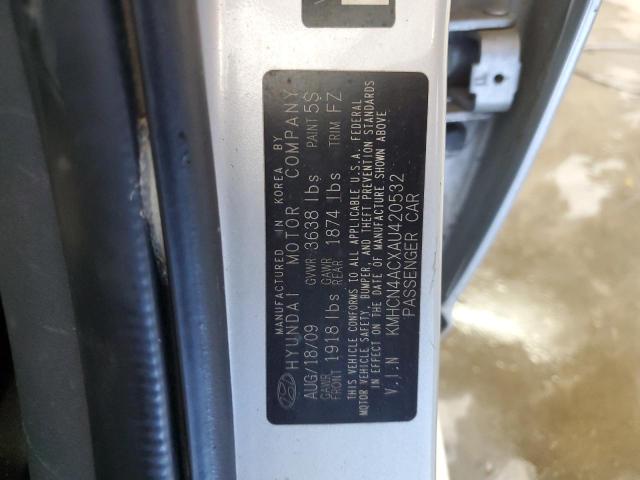 MANUFACTURED IN KOREA BY
HYUNDAI MOTOR COMPANY
AUG/18/09 GVWR 3638 lbs PAINT 5S
GAWR FRONT 1918 lbs GAWR REAR 1874 lbs TRIM FZ
THIS VEHICLE CONFORMS TO ALL APPLICABLE U.S.A. FEDERAL
MOTOR VEHICLE SAFETY, BUMPER, AND THEFT PREVENTION STANDARDS
IN EFFECT ON THE DATE OF MANUFACTURE SHOWN ABOVE
V.I.N KMHCN4ACXAU420532
PASSENGER CAR